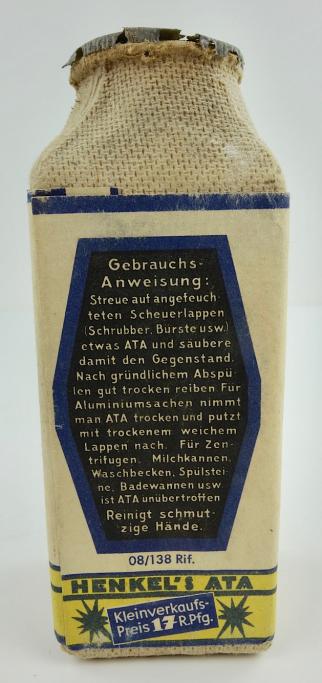 Gebrauchs-
Anweisung:
Streue auf angefeuch-
teten Scheuerlappen
(Schrubber, Bürste usw.)
etwas ATA und säubere
damit den Gegenstand.
Nach gründlichem Abspü-
len gut trocken reiben. Für
Aluminiumsachen nimmt
man ATA trocken und putzt
mit trockenem weichem
Lappen nach. Für Zen-
trifugen, Milchkannen,
Waschbecken, Spülstei-
ne, Badewannen usw.
ist ATA unübertroffen
Reinigt schmut-
zige Hände.
08/138 Rif.
HENKEL'S ATA
Kleinverkaufs-
Preis 17 R.Pfg.